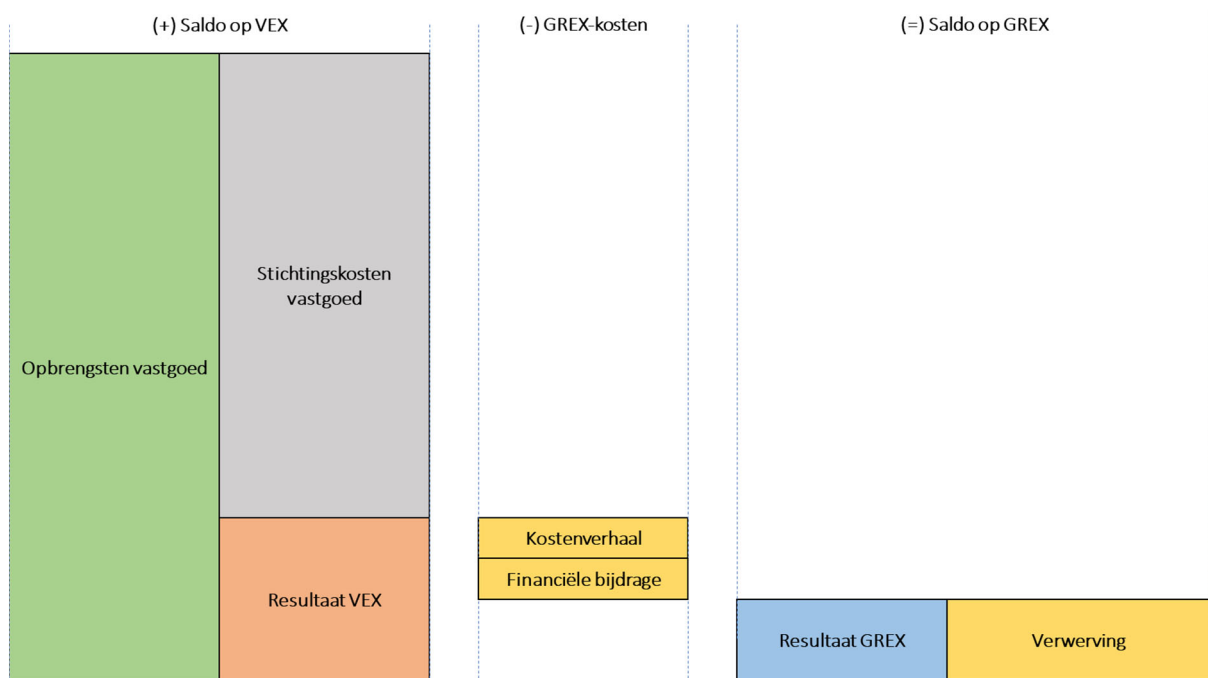 (+) Saldo op VEX
(-) GREX-kosten
(=) Saldo op GREX
Opbrengsten vastgoed
Stichtingskosten
vastgoed
Resultaat VEX
Kostenverhaal
Financiële bijdrage
Resultaat GREX
Verwerving